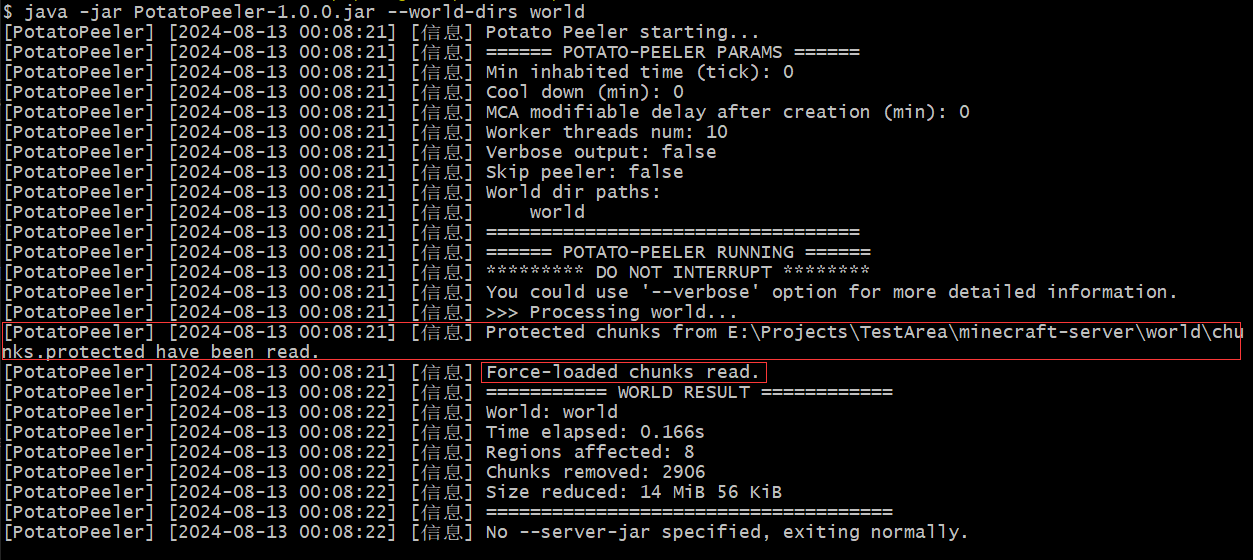 $ java -jar PotatoPeeler-1.0.0.jar --world-dirs world
[PotatoPeeler] [2024-08-13 00:08:21] [信息] Potato Peeler starting...
[PotatoPeeler] [2024-08-13 00:08:21] [信息] ====== POTATO-PEELER PARAMS ======
[PotatoPeeler] [2024-08-13 00:08:21] [信息] Min inhabited time (tick): 0
[PotatoPeeler] [2024-08-13 00:08:21] [信息] Cool down (min): 0
[PotatoPeeler] [2024-08-13 00:08:21] [信息] MCA modifiable delay after creation (min): 0
[PotatoPeeler] [2024-08-13 00:08:21] [信息] Worker threads num: 10
[PotatoPeeler] [2024-08-13 00:08:21] [信息] Verbose output: false
[PotatoPeeler] [2024-08-13 00:08:21] [信息] Skip peeler: false
[PotatoPeeler] [2024-08-13 00:08:21] [信息] World dir paths:
[PotatoPeeler] [2024-08-13 00:08:21] [信息]     world
[PotatoPeeler] [2024-08-13 00:08:21] [信息] ==================================
[PotatoPeeler] [2024-08-13 00:08:21] [信息] ====== POTATO-PEELER RUNNING ======
[PotatoPeeler] [2024-08-13 00:08:21] [信息] ********* DO NOT INTERRUPT ********
[PotatoPeeler] [2024-08-13 00:08:21] [信息] You could use '--verbose' option for more detailed information.
[PotatoPeeler] [2024-08-13 00:08:21] [信息] >>> Processing world...
[PotatoPeeler] [2024-08-13 00:08:21] [信息] Protected chunks from E:\Projects\TestArea\minecraft-server\world\chu
nks.protected have been read.
[PotatoPeeler] [2024-08-13 00:08:21] [信息] Force-loaded chunks read.
[PotatoPeeler] [2024-08-13 00:08:22] [信息] =========== WORLD RESULT ============
[PotatoPeeler] [2024-08-13 00:08:22] [信息] World: world
[PotatoPeeler] [2024-08-13 00:08:22] [信息] Time elapsed: 0.166s
[PotatoPeeler] [2024-08-13 00:08:22] [信息] Regions affected: 8
[PotatoPeeler] [2024-08-13 00:08:22] [信息] Chunks removed: 2906
[PotatoPeeler] [2024-08-13 00:08:22] [信息] Size reduced: 14 MiB 56 KiB
[PotatoPeeler] [2024-08-13 00:08:22] [信息] =====================================
[PotatoPeeler] [2024-08-13 00:08:22] [信息] No --server-jar specified, exiting normally.